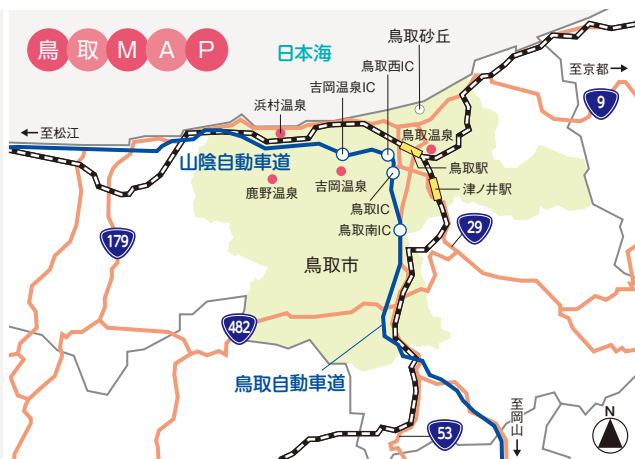 鳥取MAP
日本海
鳥取砂丘
鳥取西IC
吉岡温泉IC
浜村温泉
至京都
9
←至松江
鳥取温泉
山陰自動車道
鳥取駅
鹿野温泉
吉岡温泉
津ノ井駅
鳥取IC
179
鳥取南IC
29
鳥取市
482
鳥取自動車道
至岡山→
53
N